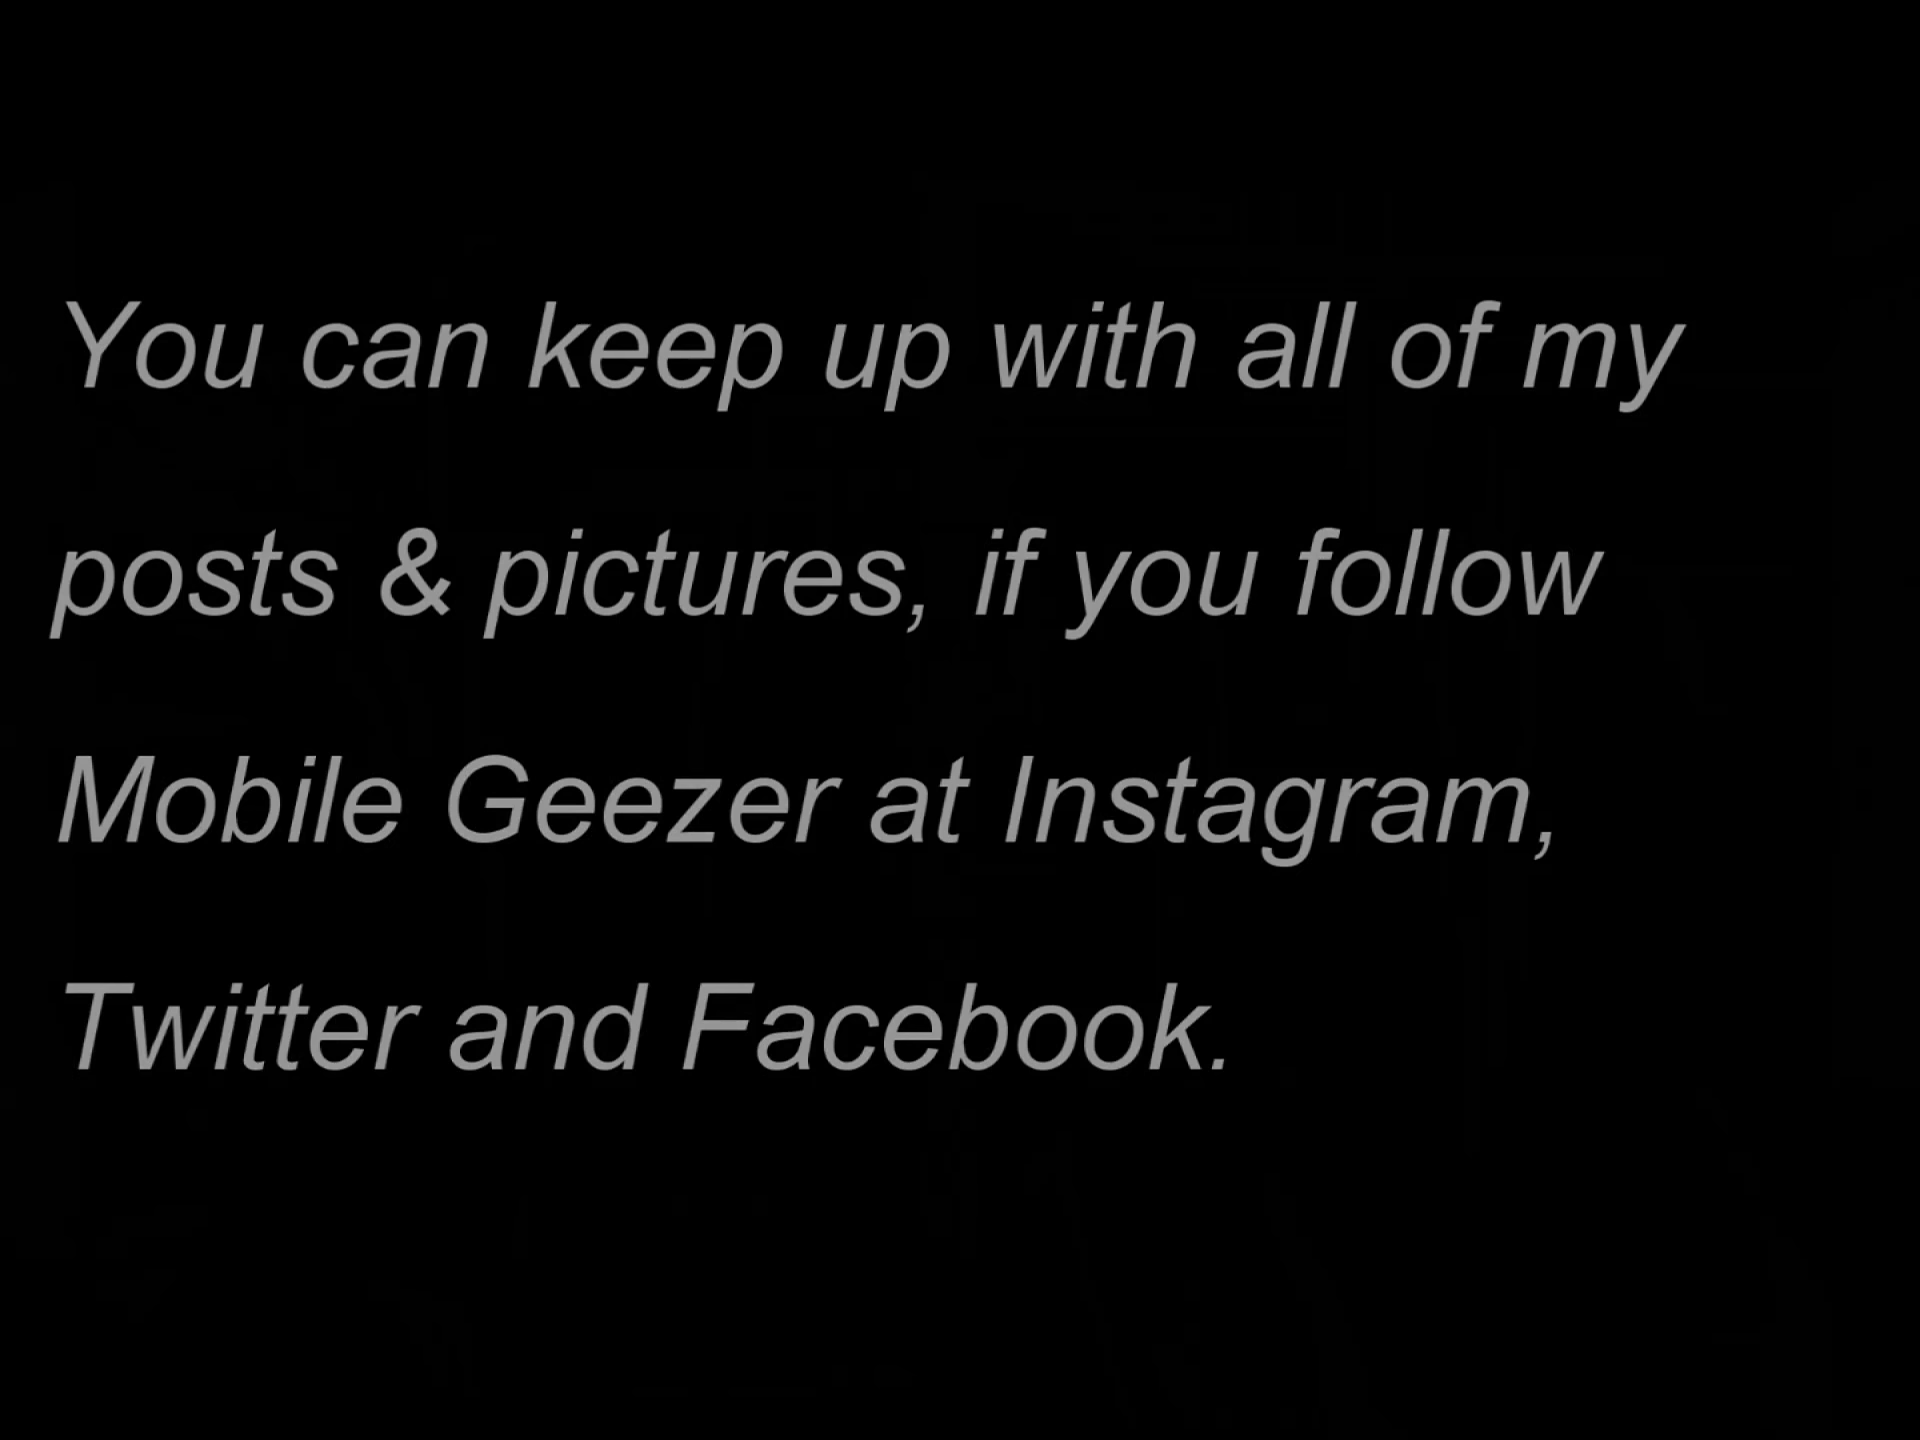 You can keep up with all of my
posts & pictures, if you follow
Mobile Geezer at Instagram,
Twitter and Facebook.